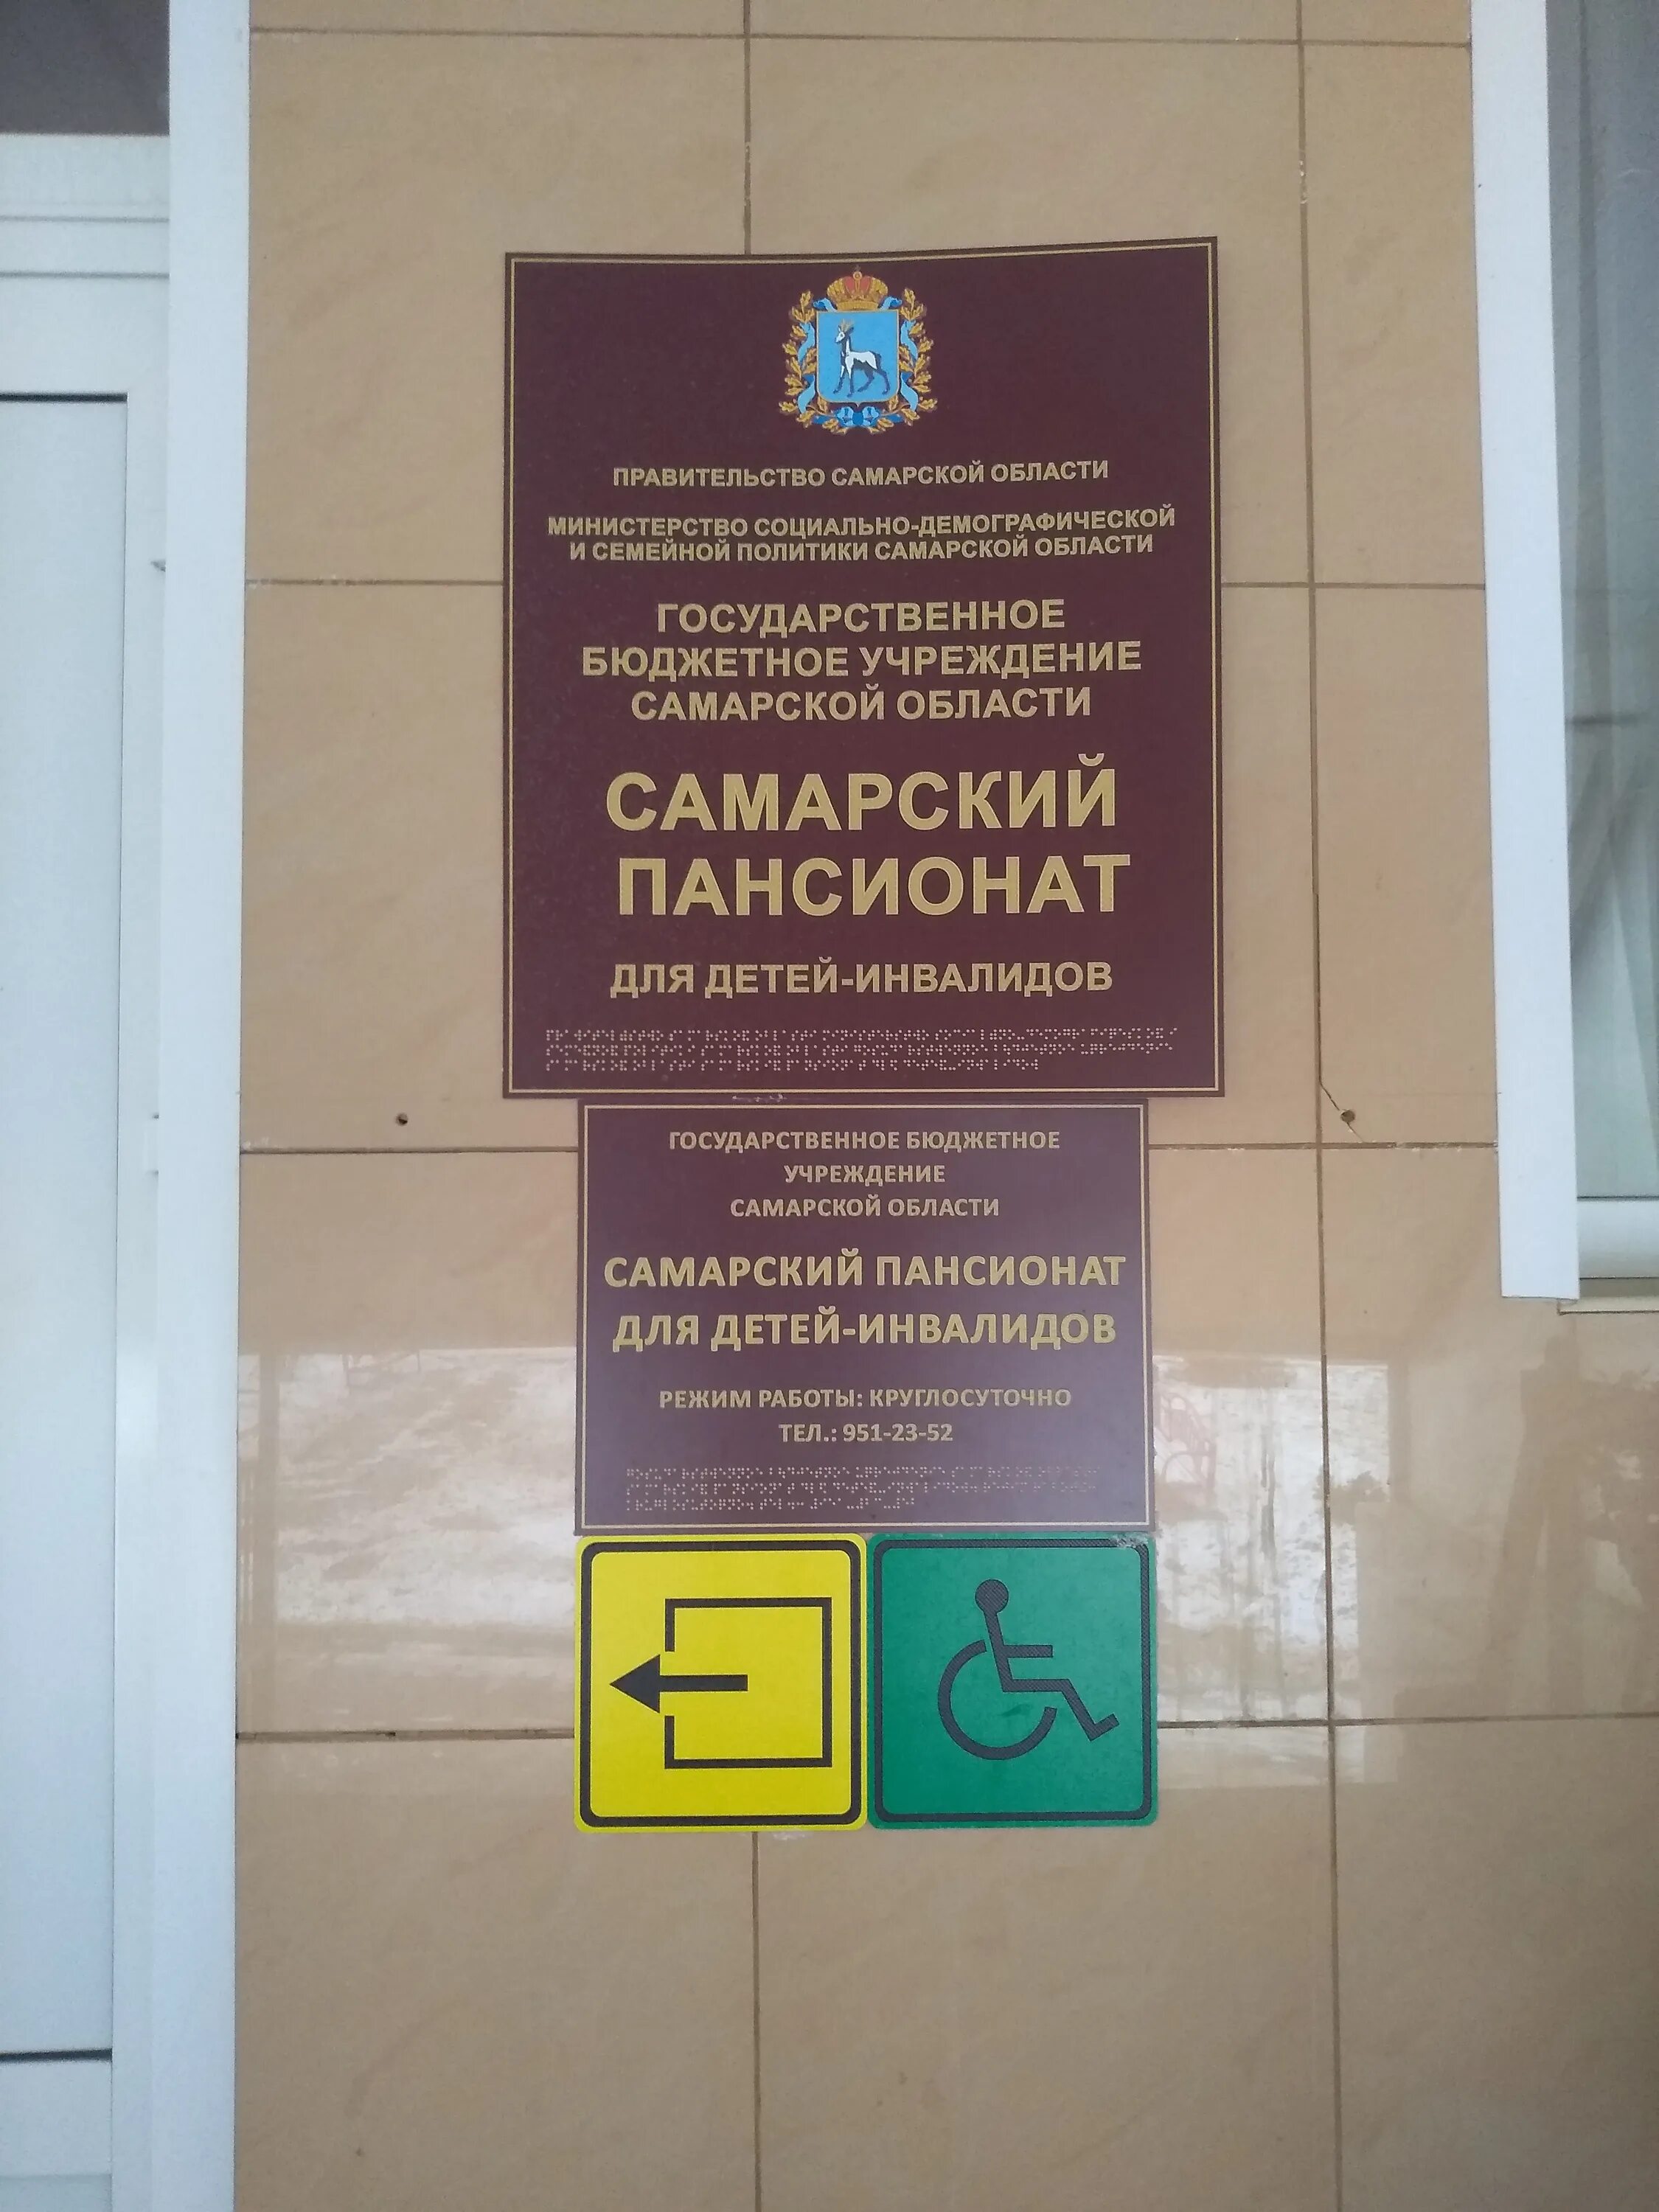 ПРАВИТЕЛЬСТВО САМАРСКОЙ ОБЛАСТИ
МИНИСТЕРСТВО СОЦИАЛЬНО-ДЕМОГРАФИЧЕСКОЙ
И СЕМЕЙНОЙ ПОЛИТИКИ САМАРСКОЙ ОБЛАСТИ
ГОСУДАРСТВЕННОЕ
БЮДЖЕТНОЕ УЧРЕЖДЕНИЕ
САМАРСКОЙ ОБЛАСТИ
САМАРСКИЙ
ПАНСИОНАТ
ДЛЯ ДЕТЕЙ-ИНВАЛИДОВ
ГОСУДАРСТВЕННОЕ БЮДЖЕТНОЕ
УЧРЕЖДЕНИЕ
САМАРСКОЙ ОБЛАСТИ
САМАРСКИЙ ПАНСИОНАТ
ДЛЯ ДЕТЕЙ-ИНВАЛИДОВ
РЕЖИМ РАБОТЫ: КРУГЛОСУТОЧНО
ТЕЛ.: 951-23-52